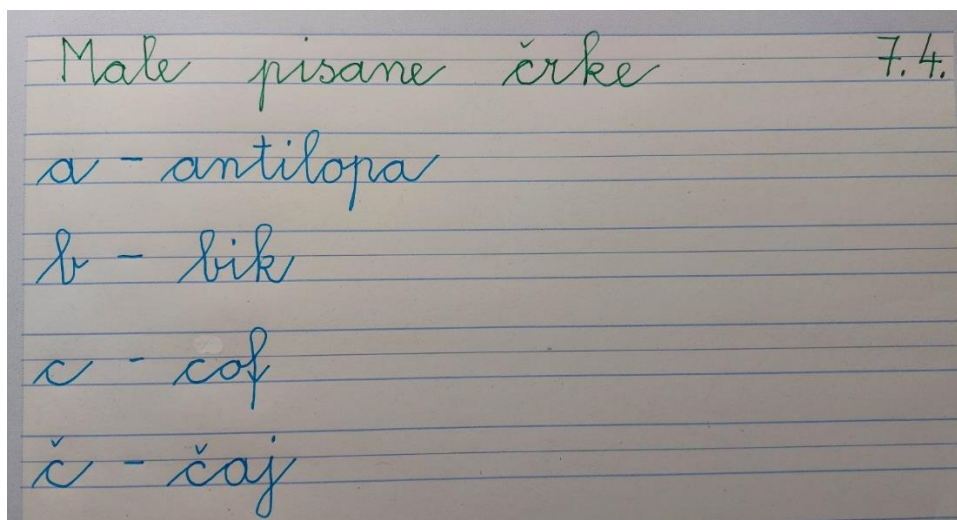 Male pisane črke 7.4.
a - antilopa
b - bik
c - cof
č - čaj